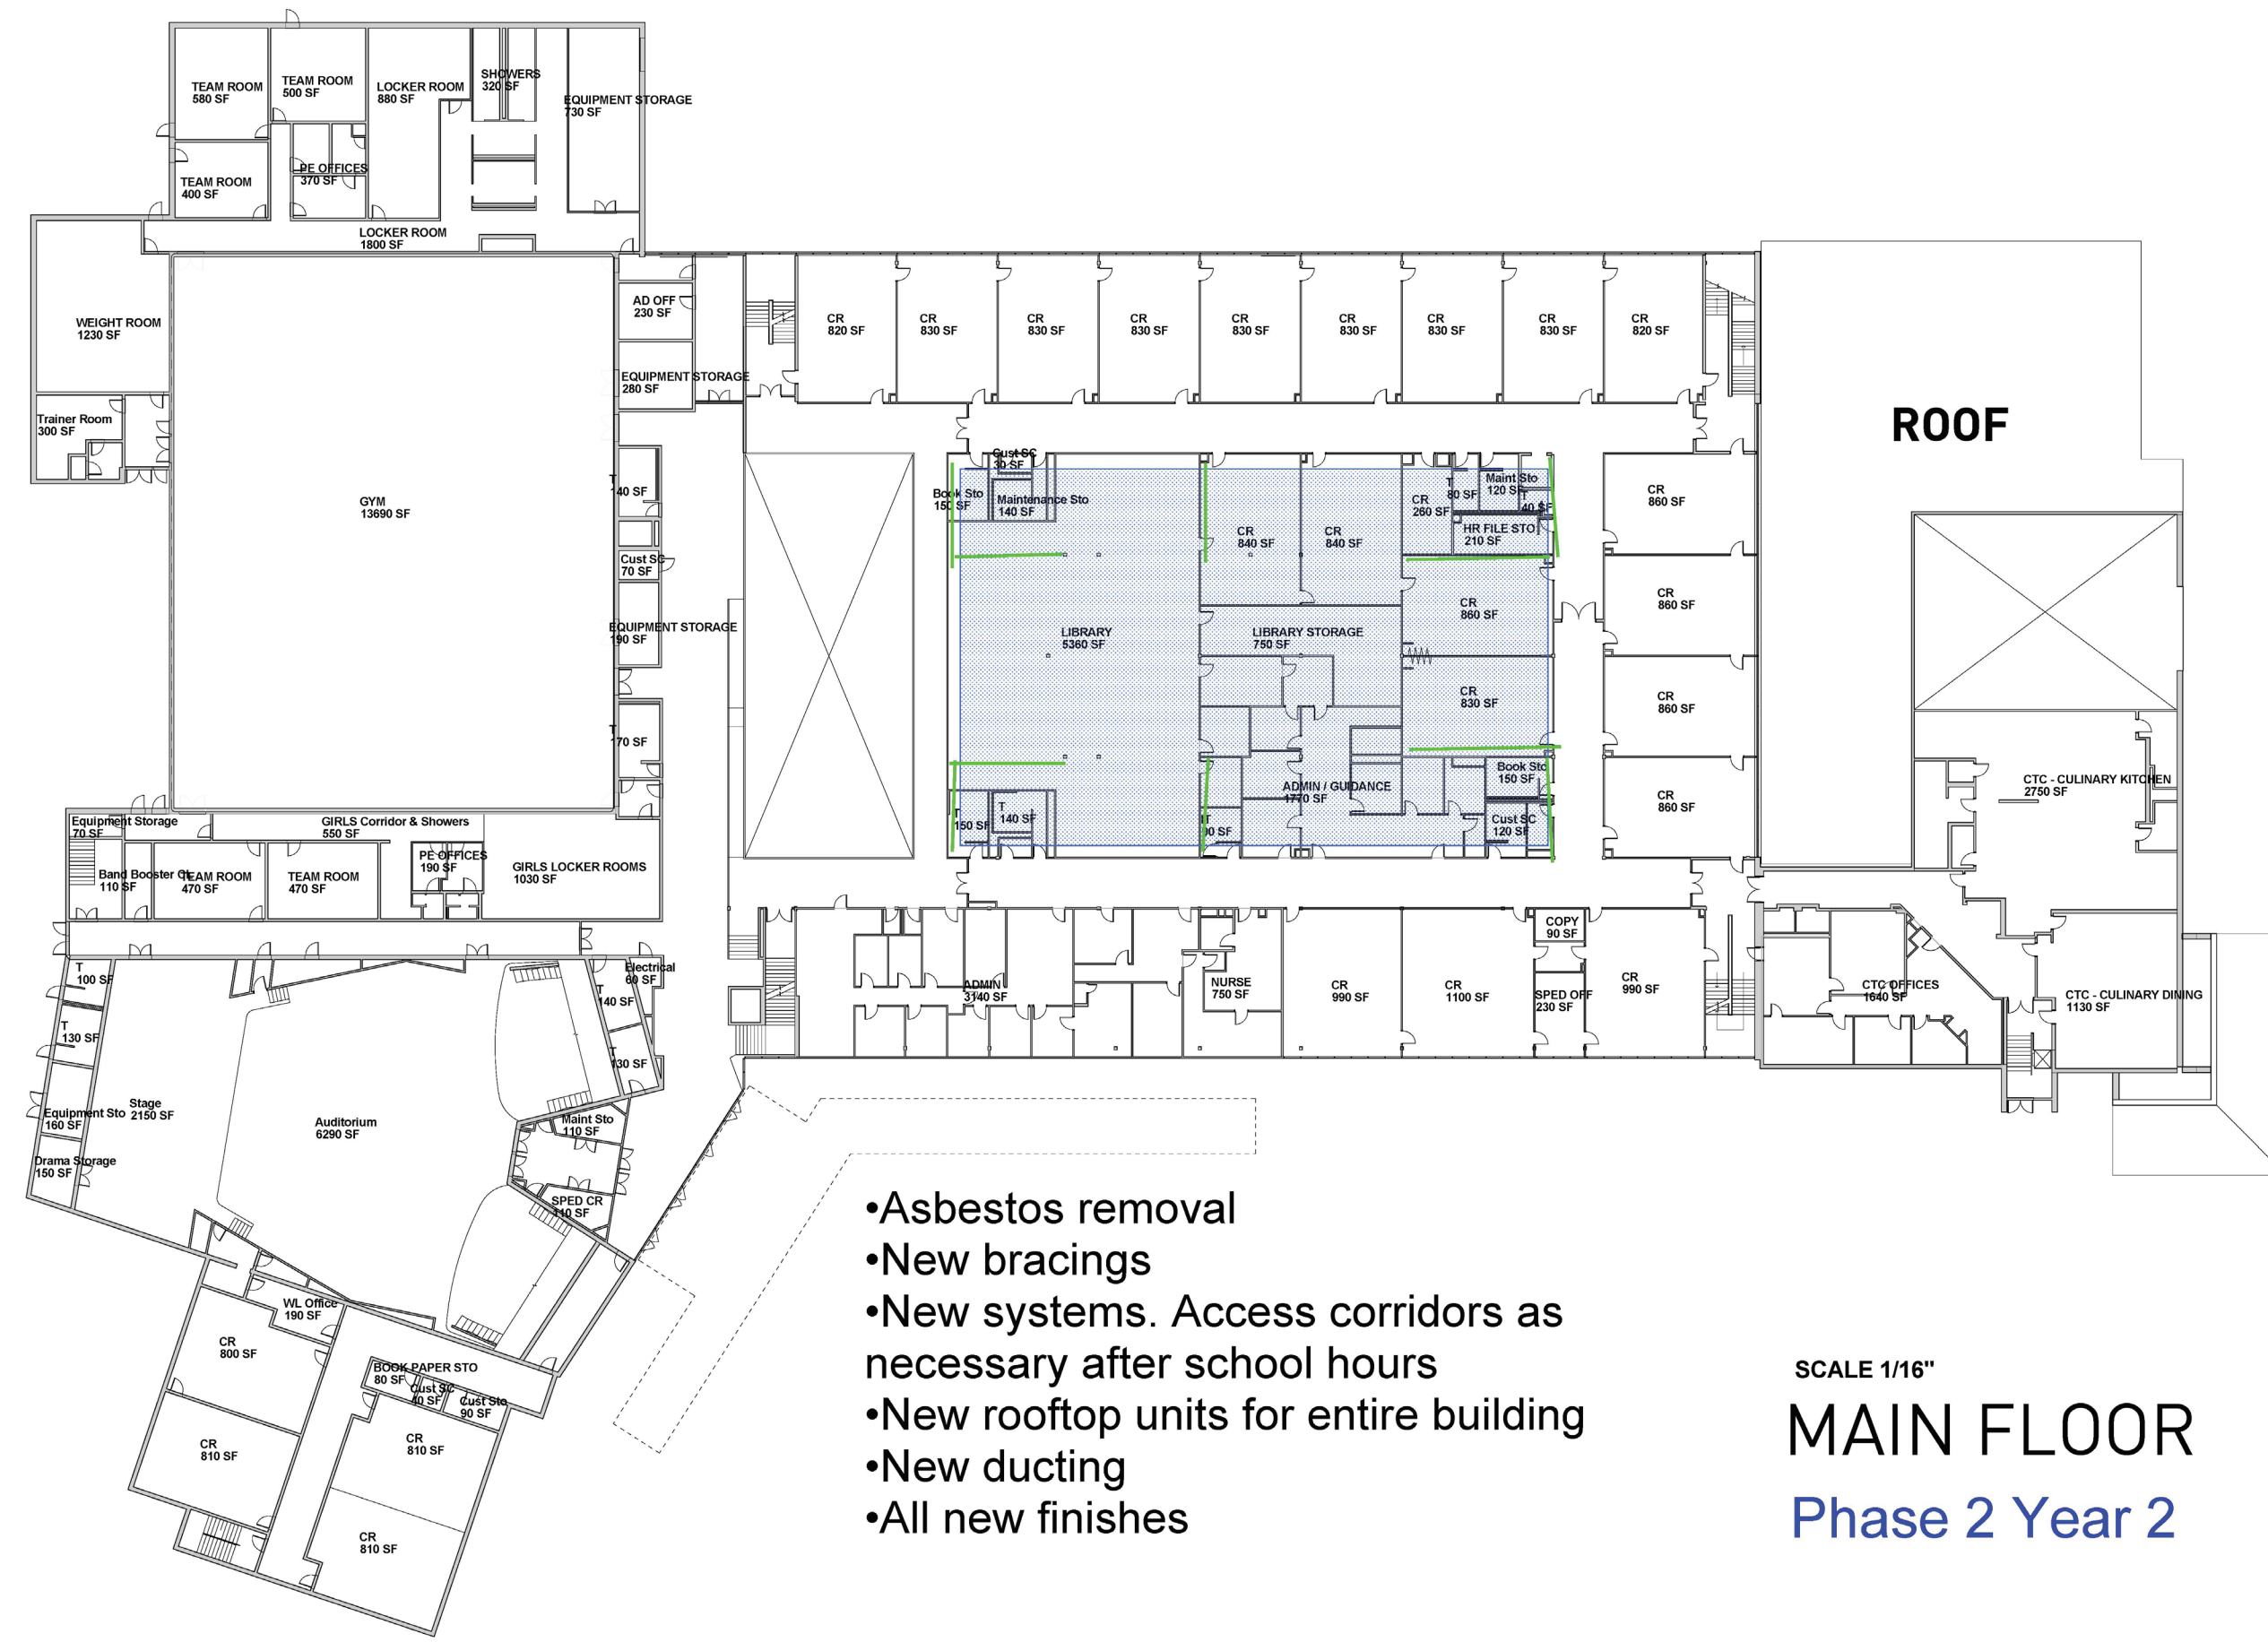 TEAM ROOM
580 SF
TEAM ROOM
500 SF
LOCKER ROOM
880 SF
SHOWERS
320 SF
EQUIPMENT STORAGE
730 SF
TEAM ROOM
400 SF
PE OFFICES
370 SF
LOCKER ROOM
1800 SF
WEIGHT ROOM
1230 SF
Trainer Room
300 SF
GYM
13690 SF
AD OFF
230 SF
EQUIPMENT STORAGE
280 SF
T
140 SF
Cust SC
70 SF
EQUIPMENT STORAGE
190 SF
T
170 SF
CR
820 SF
CR
830 SF
CR
830 SF
CR
830 SF
CR
830 SF
CR
830 SF
CR
830 SF
CR
830 SF
CR
820 SF
ROOF
Cust SC
30 SF
Book Sto
150 SF
Maintenance Sto
140 SF
CR
840 SF
CR
840 SF
CR
260 SF
T
80 SF
Maint Sto
120 SF
T
40 SF
HR FILE STO
210 SF
CR
860 SF
CR
830 SF
LIBRARY
5360 SF
LIBRARY STORAGE
750 SF
ADMIN / GUIDANCE
1770 SF
Book Sto
150 SF
Cust SC
120 SF
T
150 SF
T
140 SF
T
90 SF
CR
860 SF
CR
860 SF
CR
860 SF
CR
860 SF
CTC - CULINARY KITCHEN
2750 SF
Equipment Storage
70 SF
GIRLS Corridor & Showers
550 SF
Band Booster Cl
110 SF
TEAM ROOM
470 SF
TEAM ROOM
470 SF
PE OFFICES
190 SF
GIRLS LOCKER ROOMS
1030 SF
ADMIN
3140 SF
NURSE
750 SF
CR
990 SF
CR
1100 SF
COPY
90 SF
SPED OFF
230 SF
CR
990 SF
CTC OFFICES
1640 SF
CTC - CULINARY DINING
1130 SF
T
100 SF
T
130 SF
Equipment Sto
160 SF
Drama Storage
150 SF
Stage
2150 SF
Auditorium
6290 SF
Electrical
60 SF
T
140 SF
T
130 SF
Maint Sto
110 SF
SPED CR
110 SF
WL Office
190 SF
CR
800 SF
CR
810 SF
BOOK PAPER STO
80 SF
Cust SC
40 SF
Cust Sto
90 SF
CR
810 SF
CR
810 SF
•Asbestos removal
•New bracings
•New systems. Access corridors as
necessary after school hours
•New rooftop units for entire building
•New ducting
•All new finishes
SCALE 1/16"
MAIN FLOOR
Phase 2 Year 2